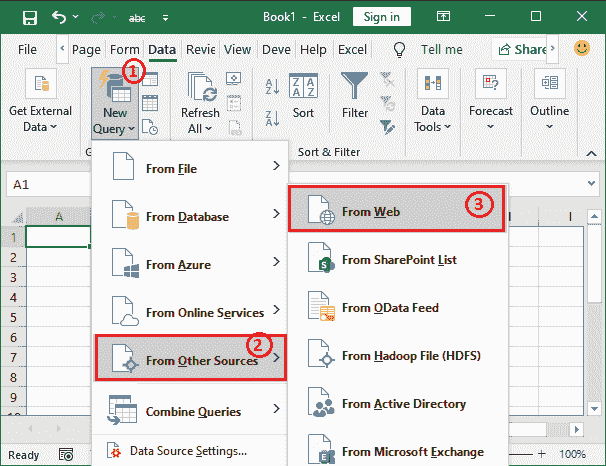 abc
Book1 - Excel
Sign in
File
Page
Form
Data
Revie
View
Deve
Help
Excel
Tell me
Share
1
Get External
Data
New
Query
Refresh
All
Sort
Filter
Data
Tools
Forecast
Outline
Sort & Filter
A1
A
1
2
3
4
5
6
7
8
9
From File
From Database
From Azure
From Online Services
From Other Sources
2
Combine Queries
Data Source Settings...
From Web
3
From SharePoint List
From OData Feed
From Hadoop File (HDFS)
From Active Directory
From Microsoft Exchange
Ready
100%